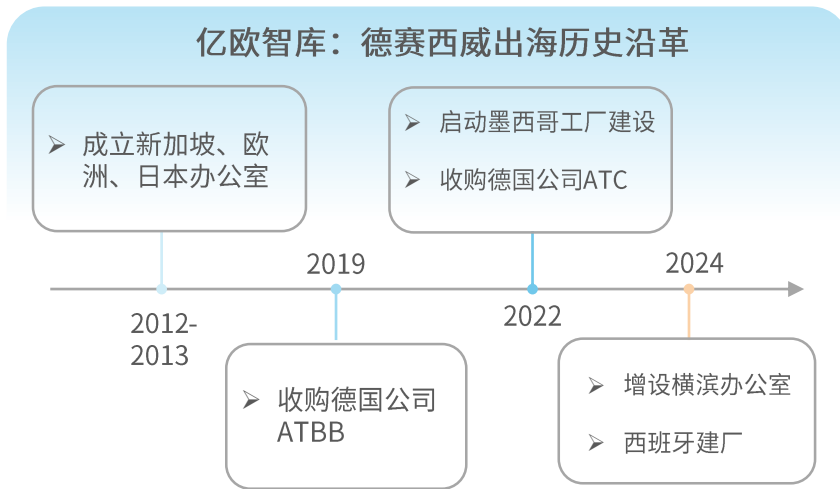 亿欧智库：德赛西威出海历史沿革
成立新加坡、欧
洲、日本办公室
2012-
2013
2019
收购德国公司
ATBB
启动墨西哥工厂建设
收购德国公司ATC
2022
2024
增设横滨办公室
西班牙建厂